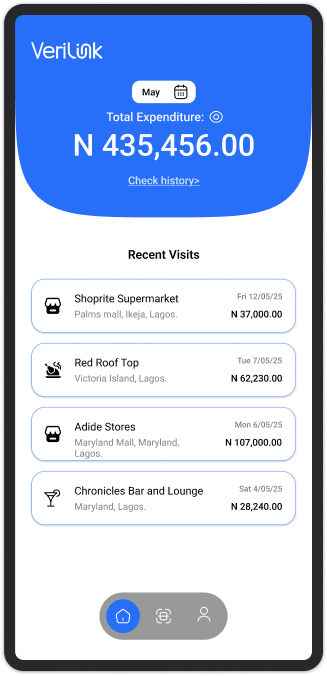 VeriLink
May
Total Expenditure:
N 435,456.00
Check history>
Recent Visits
Shoprite Supermarket
Fri 12/05/25
Palms mall, Ikeja, Lagos.
N 37,000.00
Red Roof Top
Tue 7/05/25
Victoria Island, Lagos.
N 62,230.00
Adide Stores
Mon 6/05/25
Maryland Mall, Maryland,
Lagos.
N 107,000.00
Chronicles Bar and Lounge
Sat 4/05/25
Maryland, Lagos.
N 28,240.00